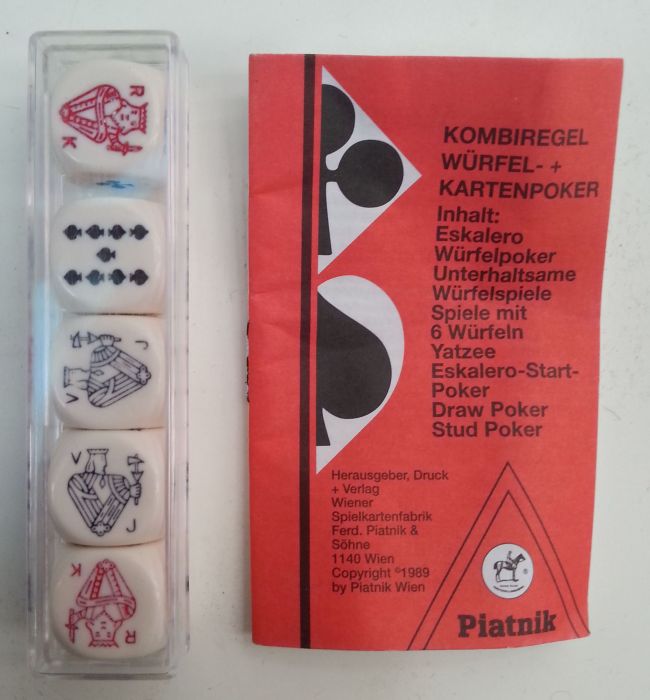 R
K
J
V
V
J
K
R
KOMBIREGEL
WÜRFEL- +
KARTENPOKER
Inhalt:
Eskalero
Würfelpoker
Unterhaltsame
Würfelspiele
Spiele mit
6 Würfeln
Yatzee
Eskalero-Start-
Poker
Draw Poker
Stud Poker
Herausgeber, Druck
+ Verlag
Wiener
Spielkartenfabrik
Ferd. Piatnik &
Söhne
1140 Wien
Copyright ©1989
by Piatnik Wien
®
Piatnik